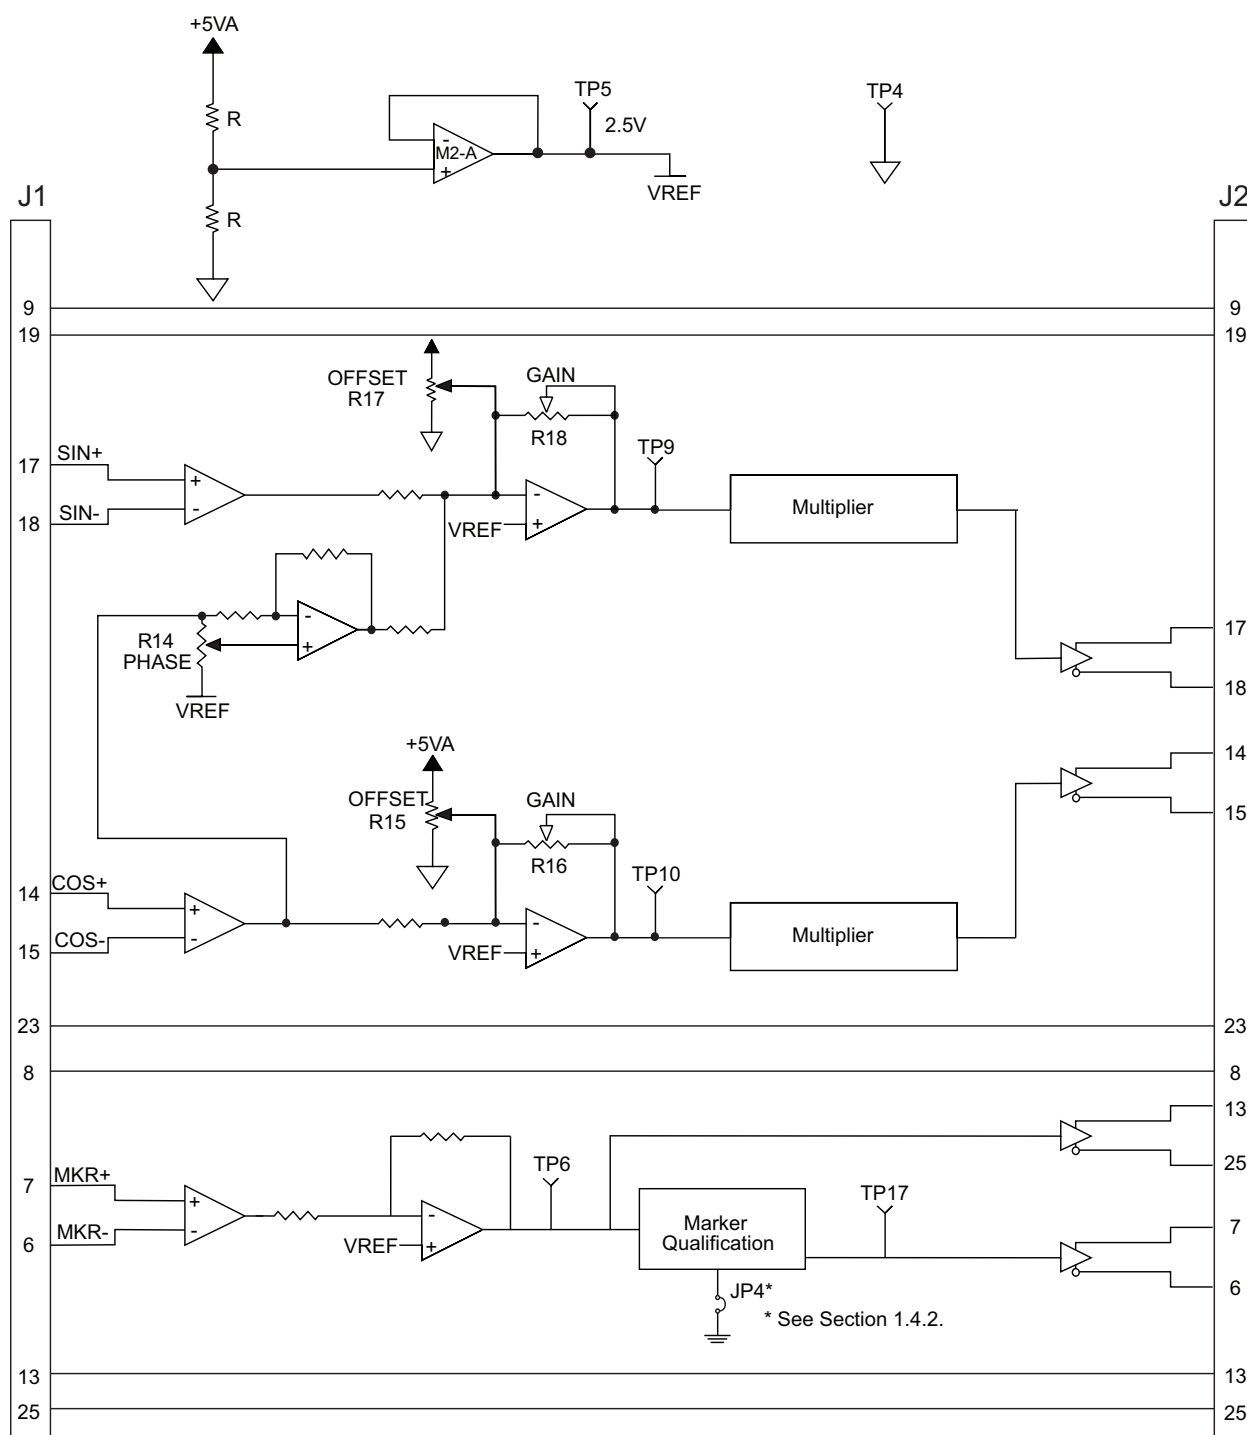 +5VA
R
R
M2-A
-
+
TP5
2.5V
VREF
TP4
J1
J2
9
9
19
19
OFFSET
R17
GAIN
R18
TP9
17
SIN+
+
-
18
SIN-
-
VREF
+
Multiplier
R14
PHASE
-
+
VREF
17
18
+5VA
OFFSET
R15
GAIN
R16
TP10
14
15
14
COS+
+
-
15
COS-
-
VREF
+
Multiplier
23
23
8
8
13
25
7
MKR+
+
-
6
MKR-
-
VREF
+
TP6
Marker
Qualification
TP17
7
6
JP4*
* See Section 1.4.2.
13
13
25
25